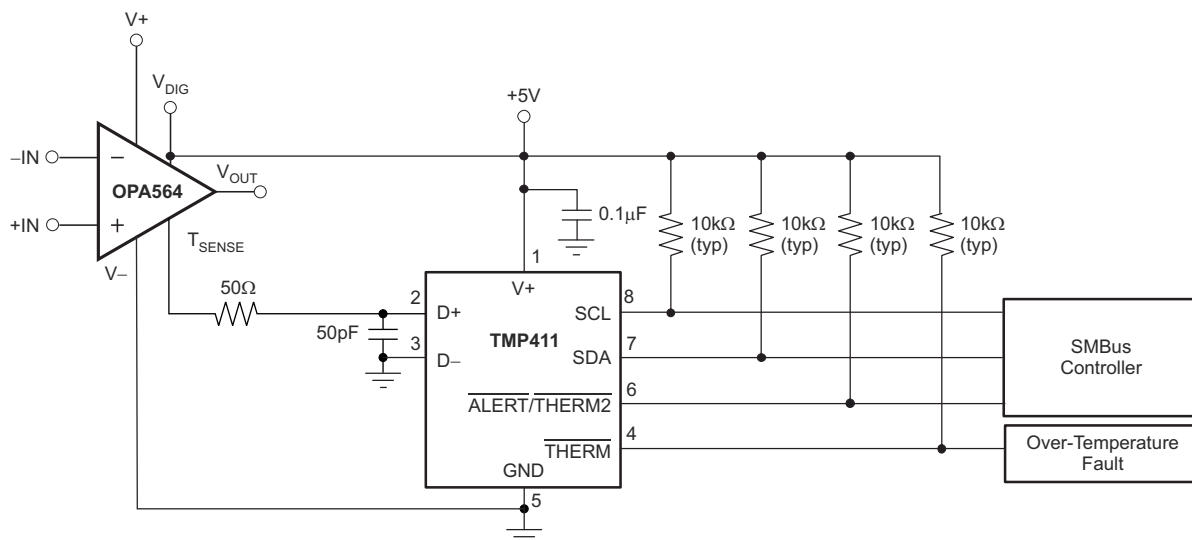 V+
V_DIG
+5V
−IN
−
OPA564
V_OUT
+IN
+
T_SENSE
V−
0.1μF
10kΩ
(typ)
10kΩ
(typ)
10kΩ
(typ)
10kΩ
(typ)
50Ω
50pF
1
V+
2
D+
3
D−
TMP411
SCL
8
SDA
7
ALERT/THERM2
6
THERM
4
GND
5
SMBus
Controller
Over-Temperature
Fault